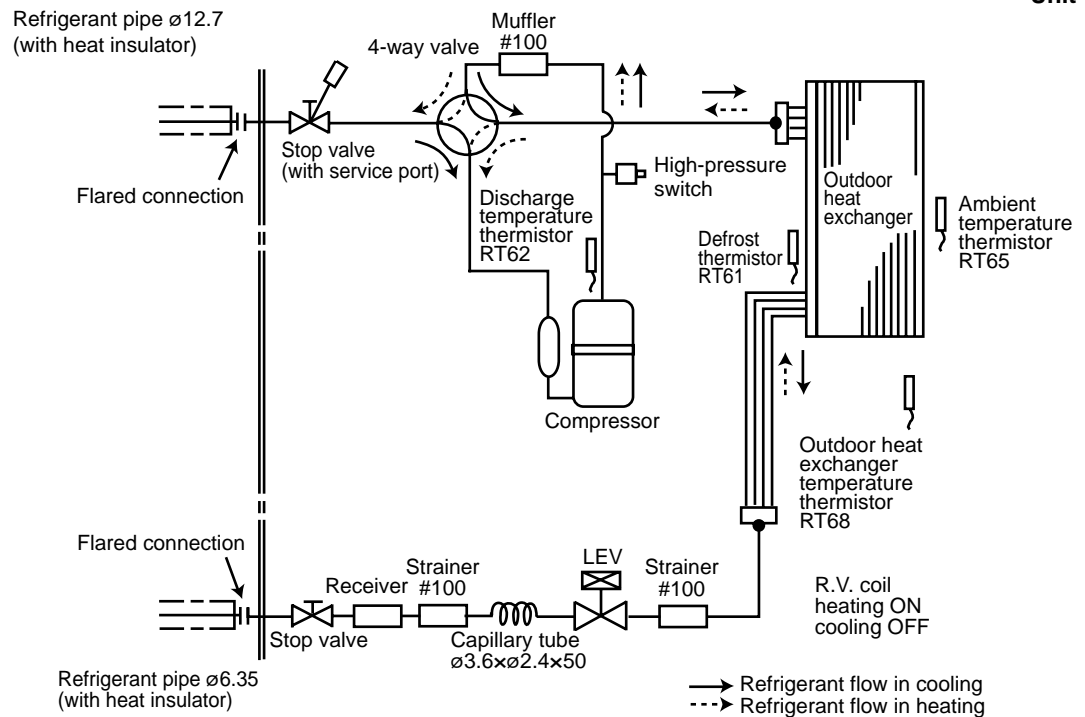 Unit
Refrigerant pipe ø12.7
(with heat insulator)
Muffler
#100
4-way valve
Stop valve
(with service port)
Flared connection
High-pressure
switch
Discharge
temperature
thermistor
RT62
Outdoor
heat
exchanger
Ambient
temperature
thermistor
RT65
Defrost
thermistor
RT61
Compressor
Outdoor heat
exchanger
temperature
thermistor
RT68
Flared connection
Receiver
Strainer
#100
LEV
Strainer
#100
R.V. coil
heating ON
cooling OFF
Stop valve
Capillary tube
ø3.6×ø2.4×50
Refrigerant pipe ø6.35
(with heat insulator)
Refrigerant flow in cooling
Refrigerant flow in heating